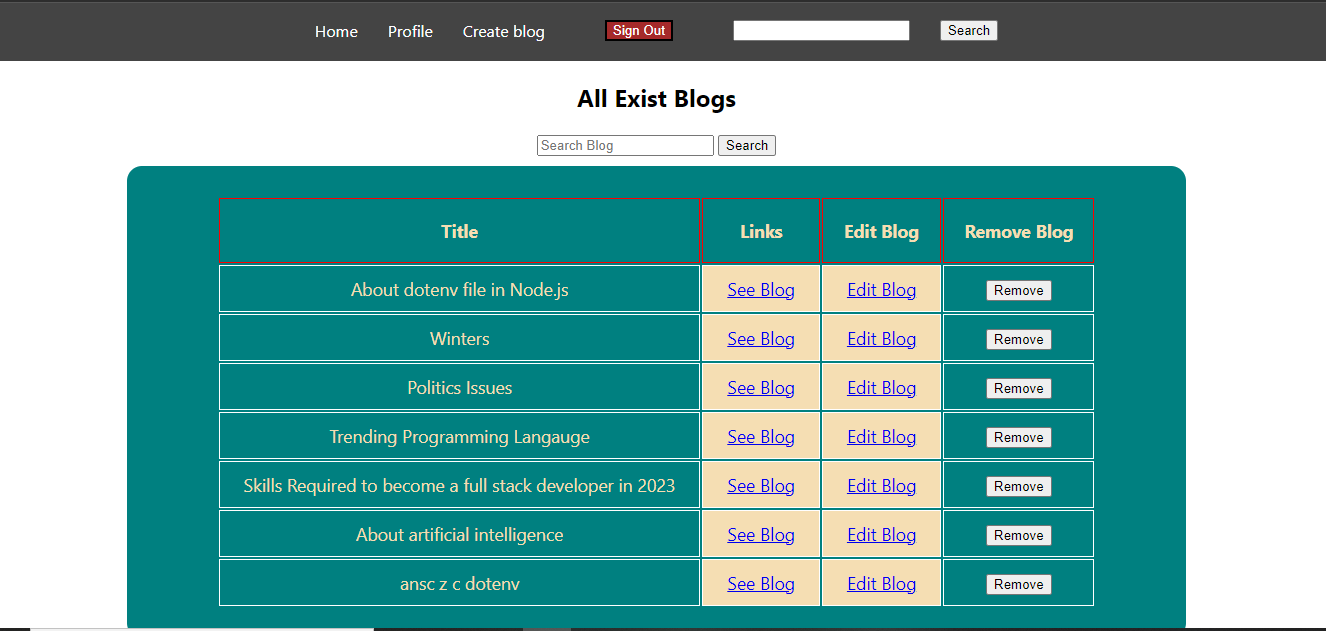 Home Profile Create blog Sign Out Search
All Exist Blogs
Search Blog Search
Title Links Edit Blog Remove Blog
About dotenv file in Node.js See Blog Edit Blog Remove
Winters See Blog Edit Blog Remove
Politics Issues See Blog Edit Blog Remove
Trending Programming Langauge See Blog Edit Blog Remove
Skills Required to become a full stack developer in 2023 See Blog Edit Blog Remove
About artificial intelligence See Blog Edit Blog Remove
ansc z c dotenv See Blog Edit Blog Remove